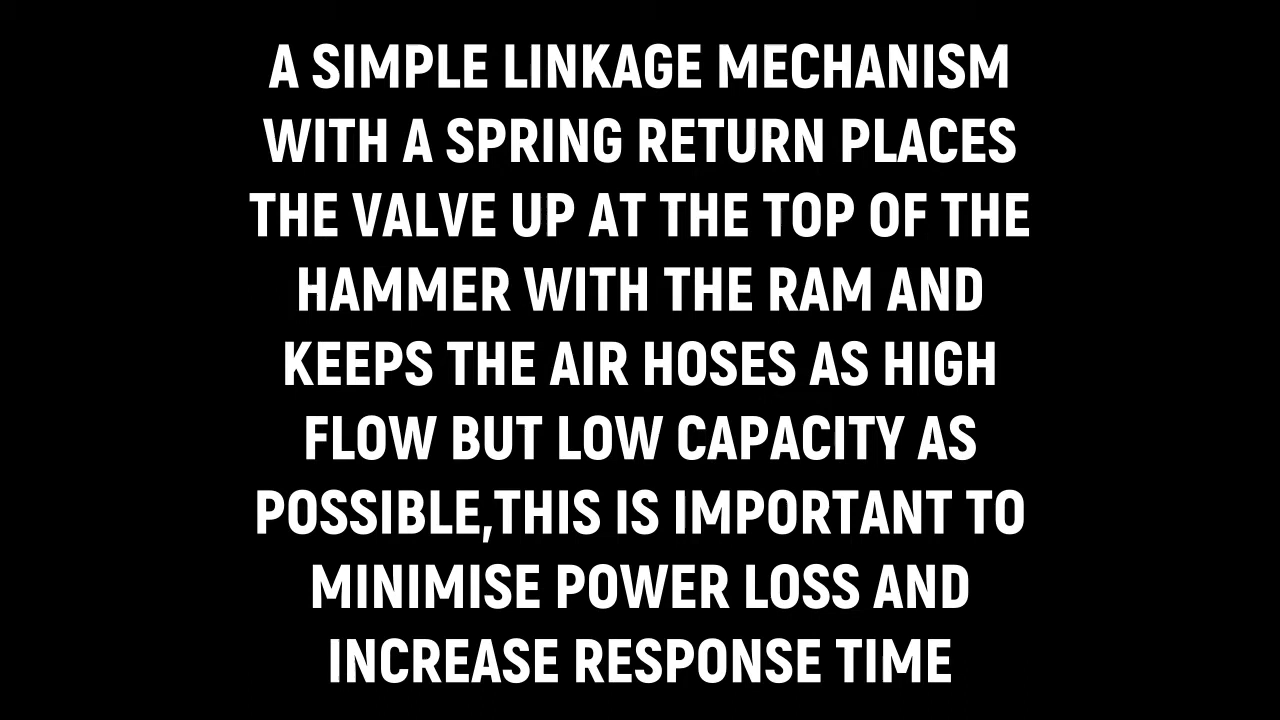 A SIMPLE LINKAGE MECHANISM
WITH A SPRING RETURN PLACES
THE VALVE UP AT THE TOP OF THE
HAMMER WITH THE RAM AND
KEEPS THE AIR HOSES AS HIGH
FLOW BUT LOW CAPACITY AS
POSSIBLE,THIS IS IMPORTANT TO
MINIMISE POWER LOSS AND
INCREASE RESPONSE TIME